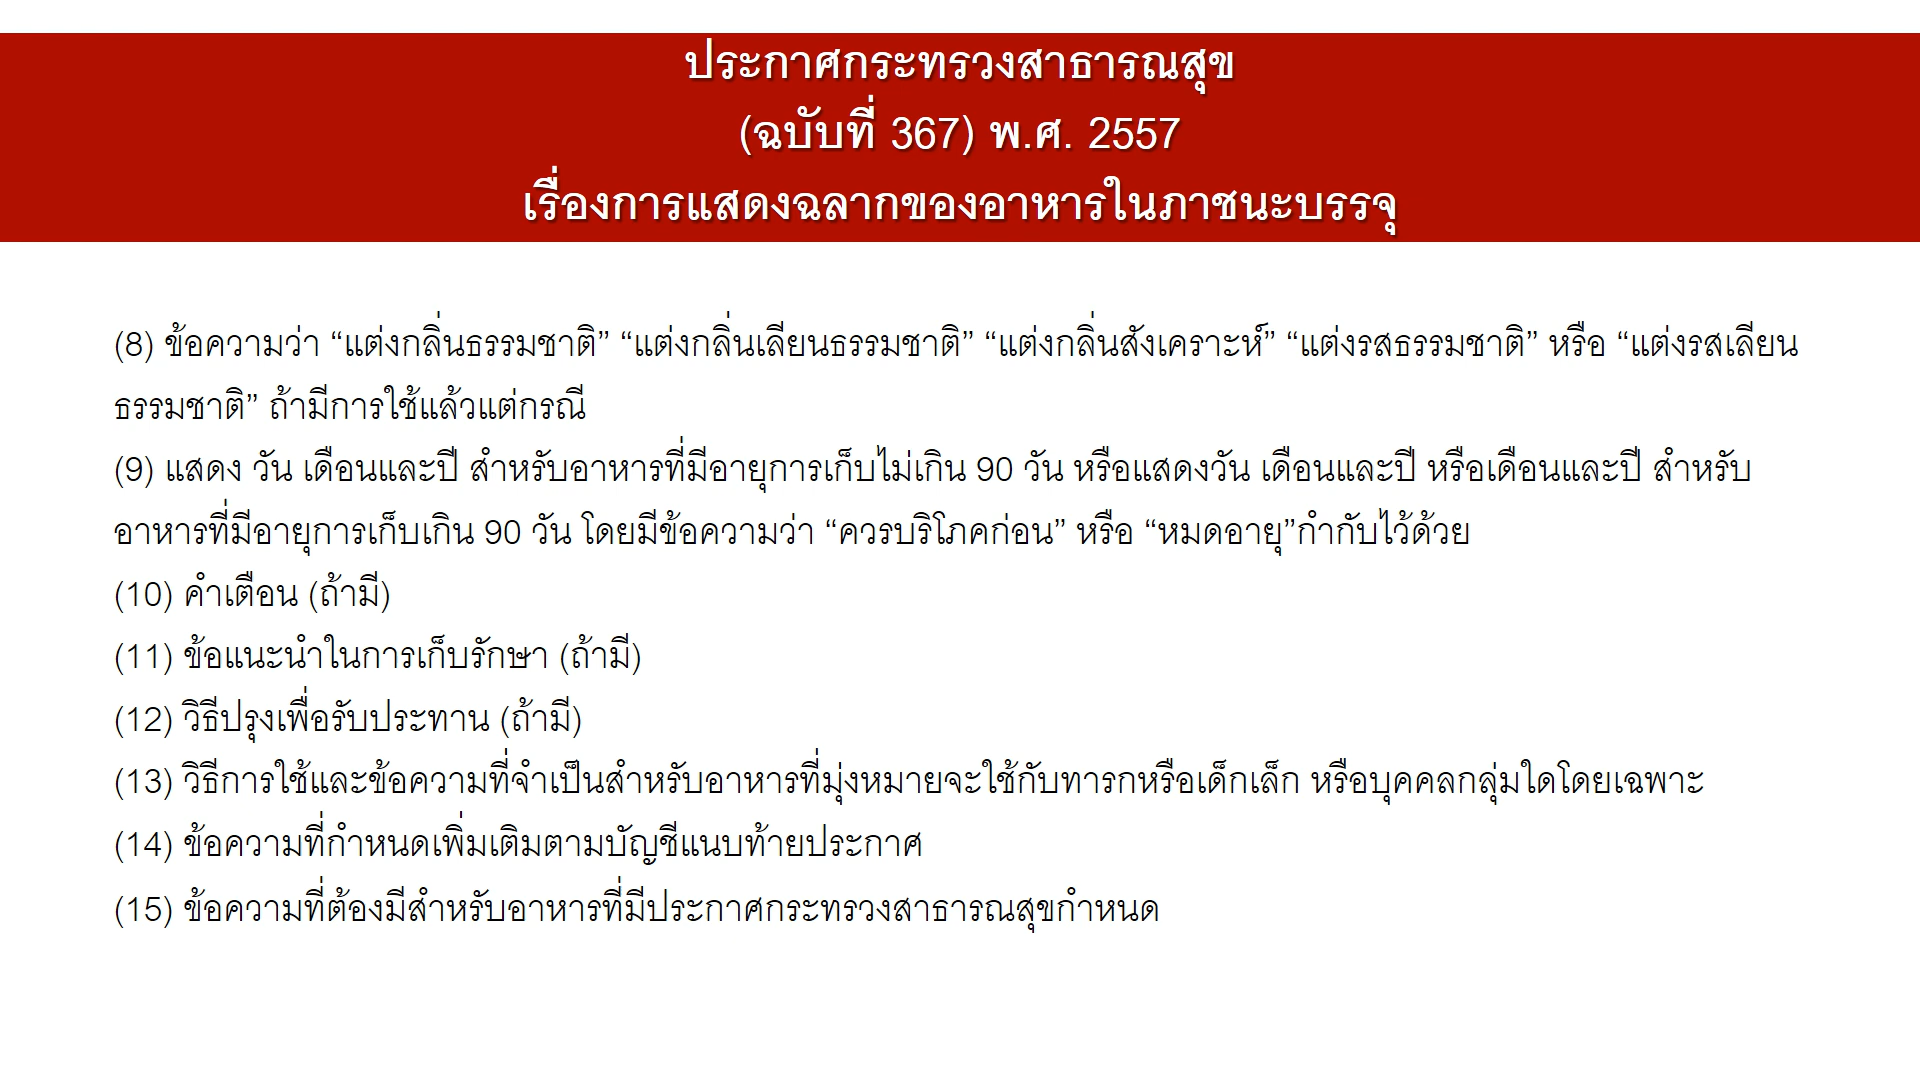 ประกาศกระทรวงสาธารณสุข
(ฉบับที่ 367) พ.ศ. 2557
เรื่องการแสดงฉลากของอาหารในภาชนะบรรจุ
(8) ข้อความว่า “แต่งกลิ่นธรรมชาติ” “แต่งกลิ่นเลียนธรรมชาติ” “แต่งกลิ่นสังเคราะห์” “แต่งรสธรรมชาติ” หรือ “แต่งรสเลียน
ธรรมชาติ” ถ้ามีการใช้แล้วแต่กรณี
(9) แสดง วัน เดือนและปี สำหรับอาหารที่มีอายุการเก็บไม่เกิน 90 วัน หรือแสดงวัน เดือนและปี หรือเดือนและปี สำหรับ
อาหารที่มีอายุการเก็บเกิน 90 วัน โดยมีข้อความว่า “ควรบริโภคก่อน” หรือ “หมดอายุ”กำกับไว้ด้วย
(10) คำเตือน (ถ้ามี)
(11) ข้อแนะนำในการเก็บรักษา (ถ้ามี)
(12) วิธีปรุงเพื่อรับประทาน (ถ้ามี)
(13) วิธีการใช้และข้อความที่จำเป็นสำหรับอาหารที่มุ่งหมายจะใช้กับทารกหรือเด็กเล็ก หรือบุคคลกลุ่มใดโดยเฉพาะ
(14) ข้อความที่กำหนดเพิ่มเติมตามบัญชีแนบท้ายประกาศ
(15) ข้อความที่ต้องมีสำหรับอาหารที่มีประกาศกระทรวงสาธารณสุขกำหนด